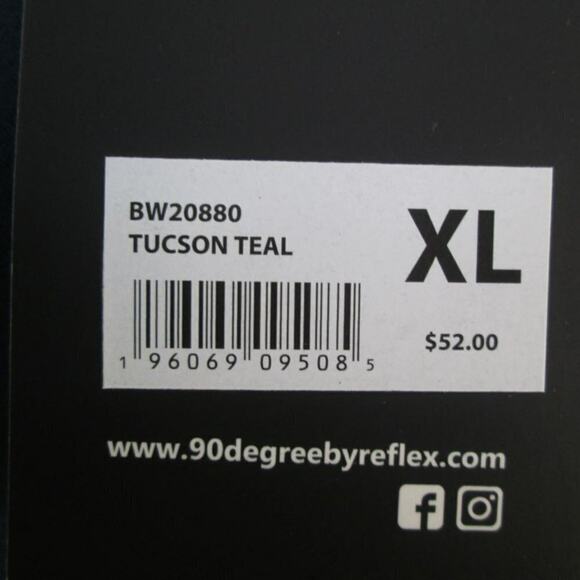 BW20880
TUCSON TEAL
XL
$52.00
1 96069 09508 5
www.90degreebyreflex.com